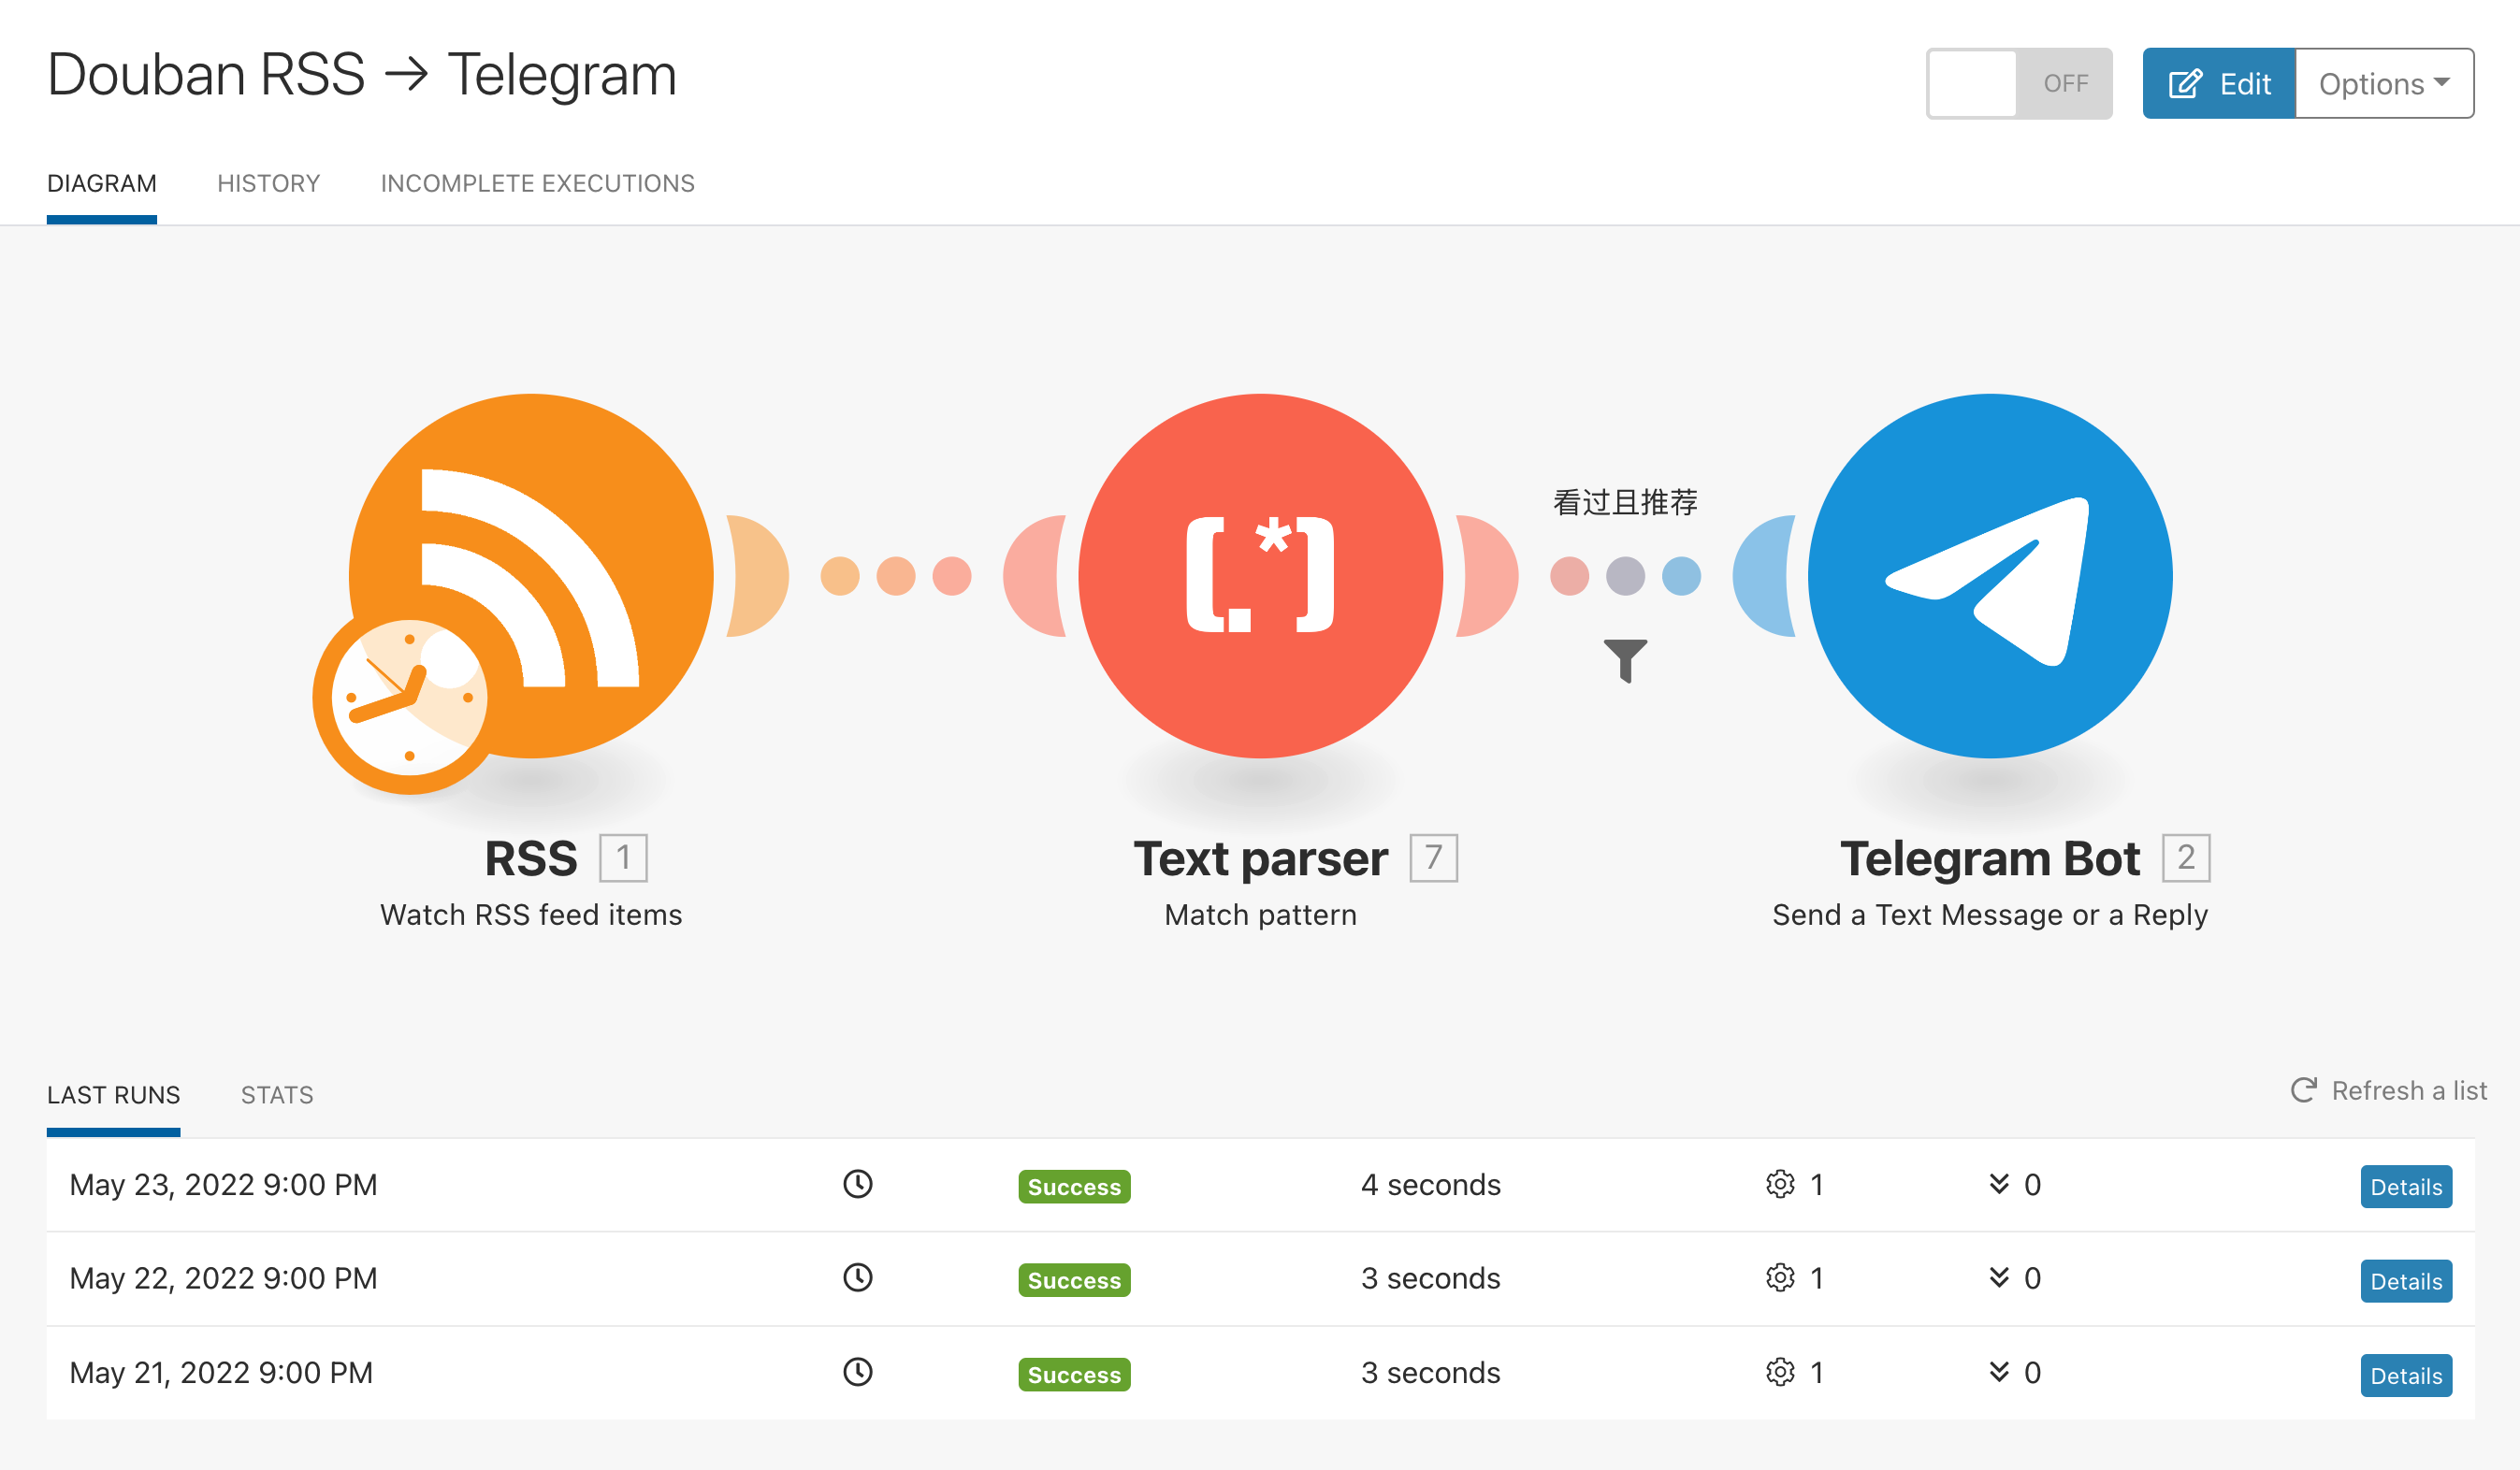 Douban RSS → Telegram
OFF
Edit
Options
DIAGRAM
HISTORY
INCOMPLETE EXECUTIONS
[.*]
看过且推荐
RSS 1
Watch RSS feed items
Text parser 7
Match pattern
Telegram Bot 2
Send a Text Message or a Reply
LAST RUNS
STATS
Refresh a list
May 23, 2022 9:00 PM Success 4 seconds 1 0 Details
May 22, 2022 9:00 PM Success 3 seconds 1 0 Details
May 21, 2022 9:00 PM Success 3 seconds 1 0 Details